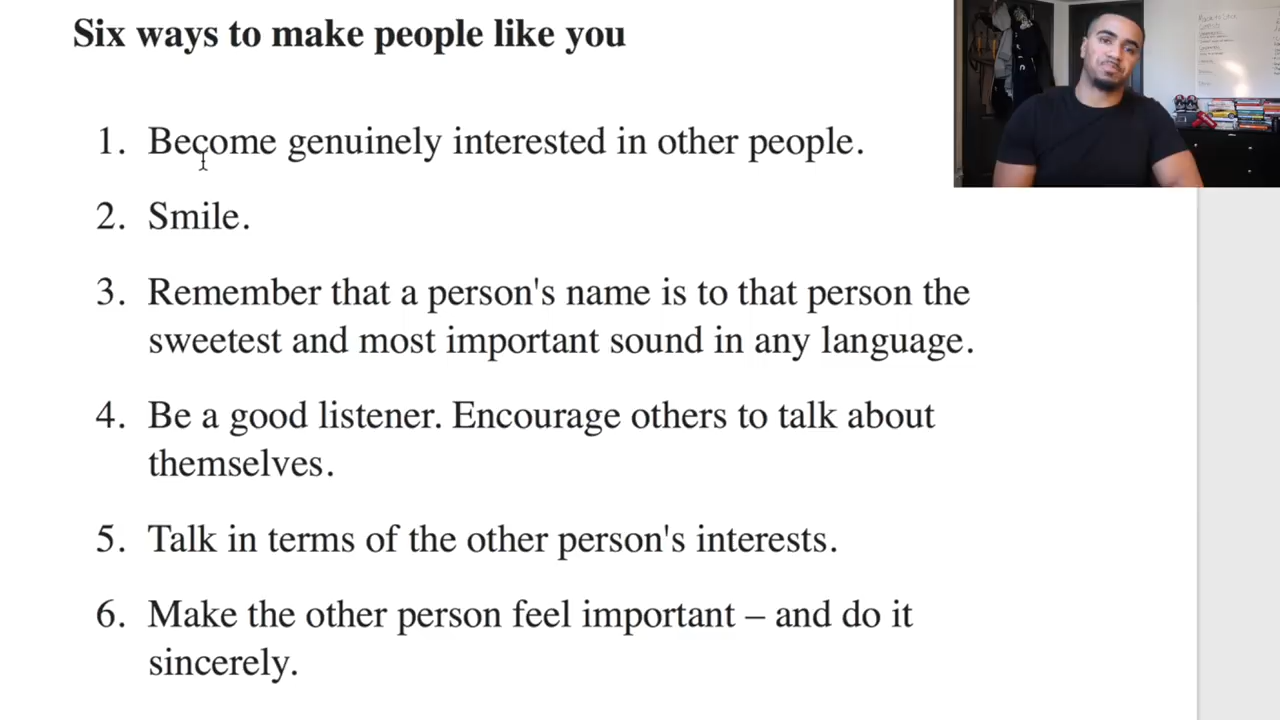 Six ways to make people like you
1. Become genuinely interested in other people.
2. Smile.
3. Remember that a person's name is to that person the
sweetest and most important sound in any language.
4. Be a good listener. Encourage others to talk about
themselves.
5. Talk in terms of the other person's interests.
6. Make the other person feel important – and do it
sincerely.